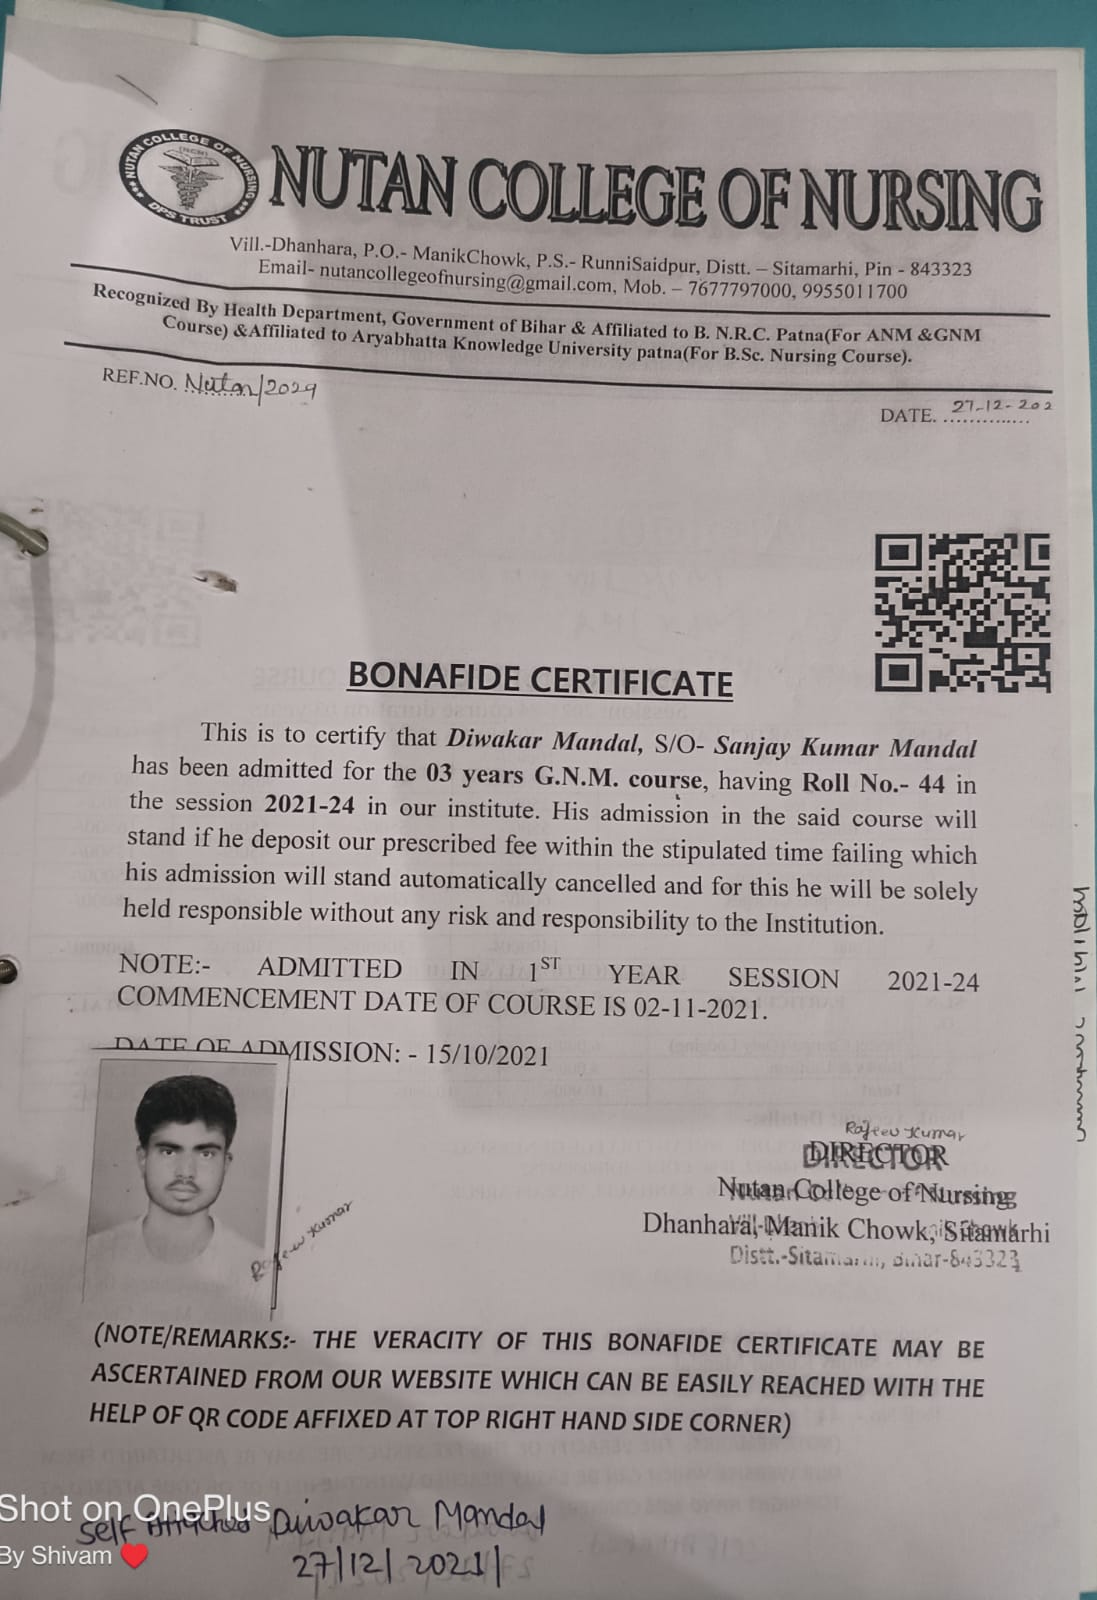 NUTAN COLLEGE OF NURSING
(NCN)
DPS TRUST
NUTAN COLLEGE OF NURSING
Vill.-Dhanhara, P.O.- ManikChowk, P.S.- RunniSaidpur, Distt. – Sitamarhi, Pin - 843323
Email- nutancollegeofnursing@gmail.com, Mob. – 7677797000, 9955011700
Recognized By Health Department, Government of Bihar & Affiliated to B. N.R.C. Patna(For ANM &GNM
Course) &Affiliated to Aryabhatta Knowledge University patna(For B.Sc. Nursing Course).
REF.NO. Nutan/2029
DATE. 27-12-202
BONAFIDE CERTIFICATE
This is to certify that Diwakar Mandal, S/O- Sanjay Kumar Mandal
has been admitted for the 03 years G.N.M. course, having Roll No.- 44 in
the session 2021-24 in our institute. His admission in the said course will
stand if he deposit our prescribed fee within the stipulated time failing which
his admission will stand automatically cancelled and for this he will be solely
held responsible without any risk and responsibility to the Institution.
NOTE:- ADMITTED IN 1ST YEAR SESSION 2021-24
COMMENCEMENT DATE OF COURSE IS 02-11-2021.
DATE OF ADMISSION: - 15/10/2021
Rajeev Kumar
DIRECTOR
Nutan College of Nursing
Dhanhara, Manik Chowk, Sitamarhi
Distt.-Sitamarhi, Bihar-843323
Rajeev Kumar
(NOTE/REMARKS:- THE VERACITY OF THIS BONAFIDE CERTIFICATE MAY BE
ASCERTAINED FROM OUR WEBSITE WHICH CAN BE EASILY REACHED WITH THE
HELP OF QR CODE AFFIXED AT TOP RIGHT HAND SIDE CORNER)
Shot on OnePlus
Self Attached Diwakar Mandal
By Shivam
27/12/2021